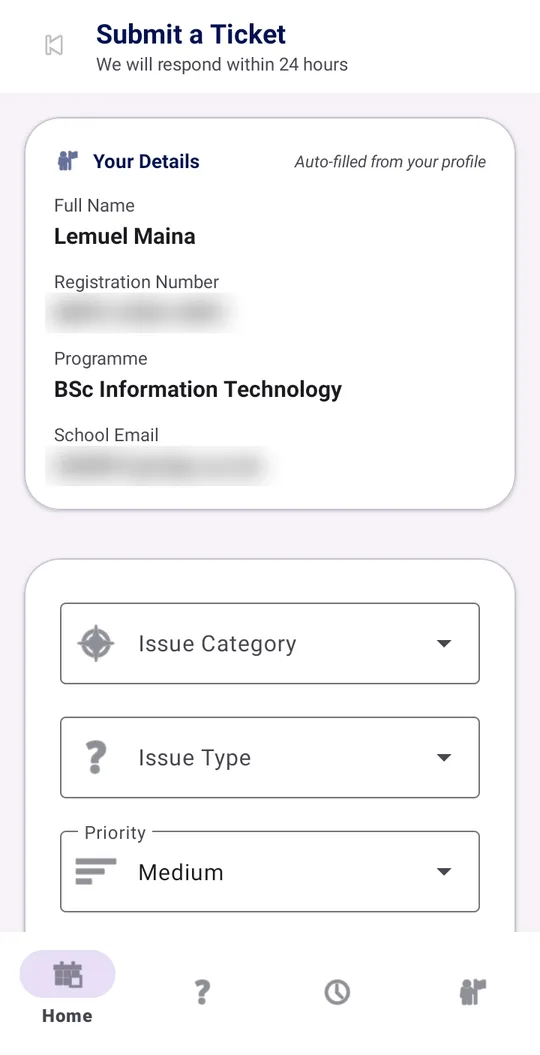 Submit a Ticket
We will respond within 24 hours
Your Details
Auto-filled from your profile
Full Name
Lemuel Maina
Registration Number
Programme
BSc Information Technology
School Email
Issue Category
Issue Type
Priority
Medium
Home